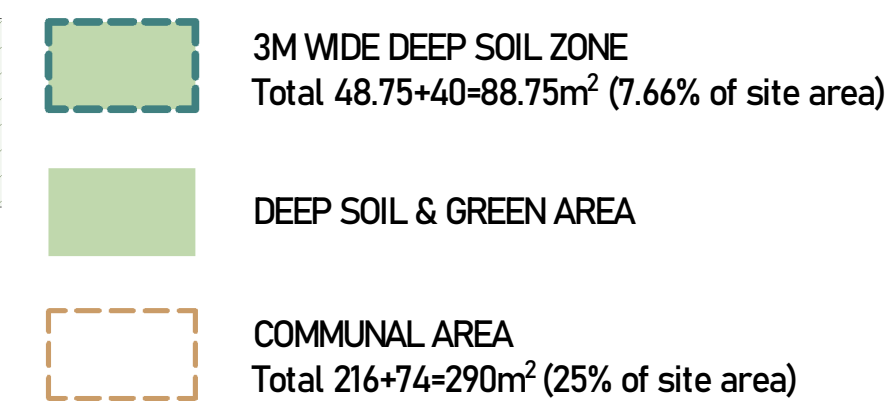 3M WIDE DEEP SOIL ZONE
Total 48.75+40=88.75m² (7.66% of site area)
DEEP SOIL & GREEN AREA
COMMUNAL AREA
Total 216+74=290m² (25% of site area)